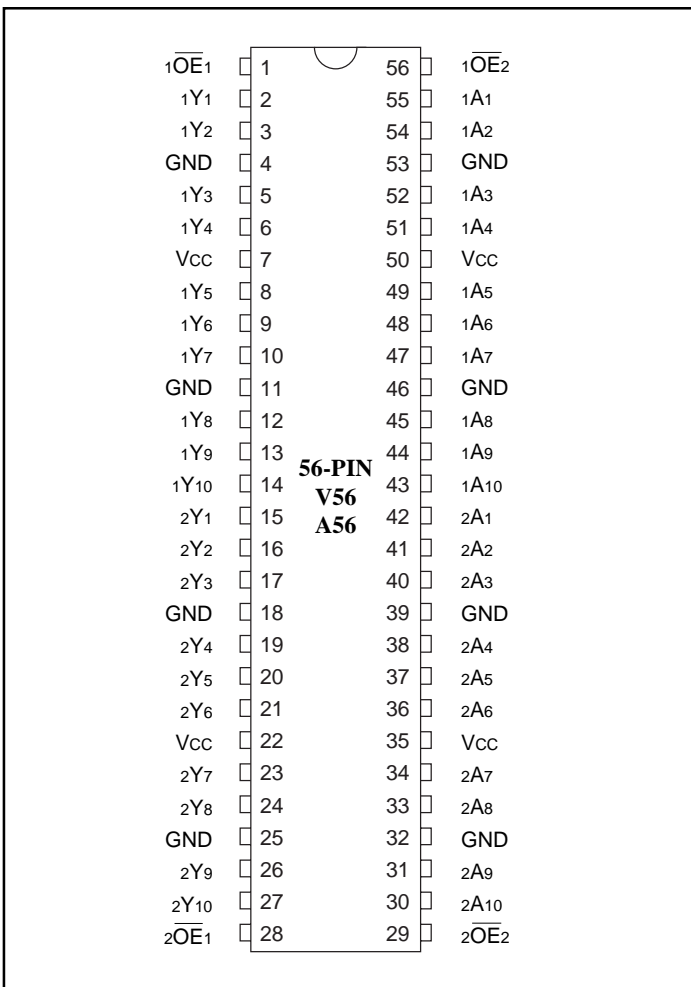 1OE1 1 56 1OE2
1Y1 2 55 1A1
1Y2 3 54 1A2
GND 4 53 GND
1Y3 5 52 1A3
1Y4 6 51 1A4
VCC 7 50 VCC
1Y5 8 49 1A5
1Y6 9 48 1A6
1Y7 10 47 1A7
GND 11 46 GND
1Y8 12 45 1A8
1Y9 13 44 1A9
56-PIN
1Y10 14 43 1A10
V56
2Y1 15 42 2A1
A56
2Y2 16 41 2A2
2Y3 17 40 2A3
GND 18 39 GND
2Y4 19 38 2A4
2Y5 20 37 2A5
2Y6 21 36 2A6
VCC 22 35 VCC
2Y7 23 34 2A7
2Y8 24 33 2A8
GND 25 32 GND
2Y9 26 31 2A9
2Y10 27 30 2A10
2OE1 28 29 2OE2